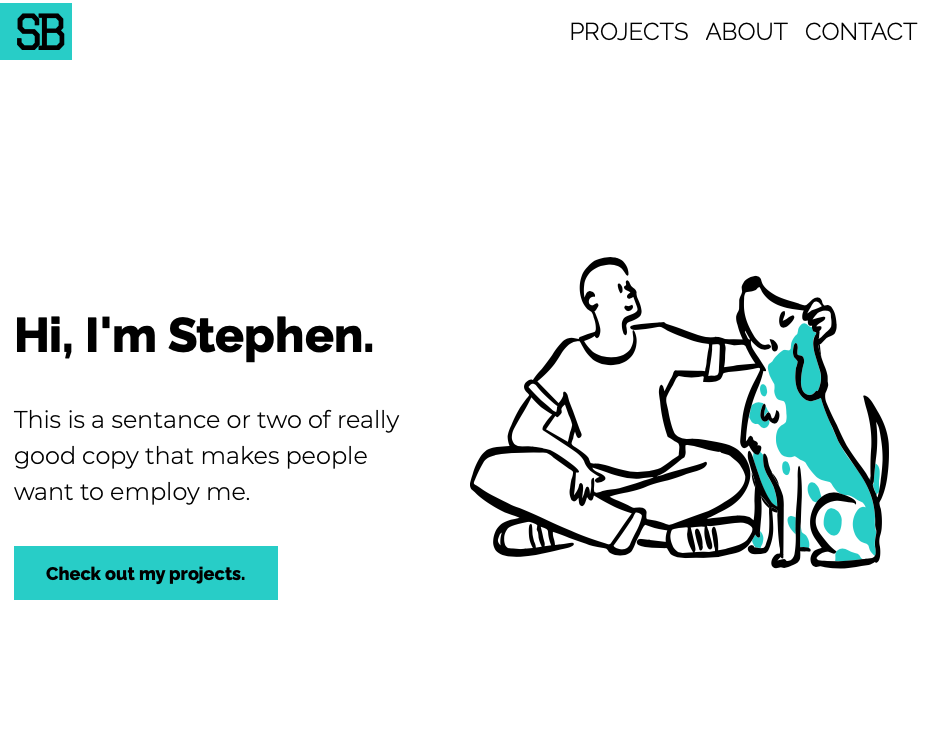 SB
PROJECTS ABOUT CONTACT
Hi, I'm Stephen.
This is a sentance or two of really
good copy that makes people
want to employ me.
Check out my projects.